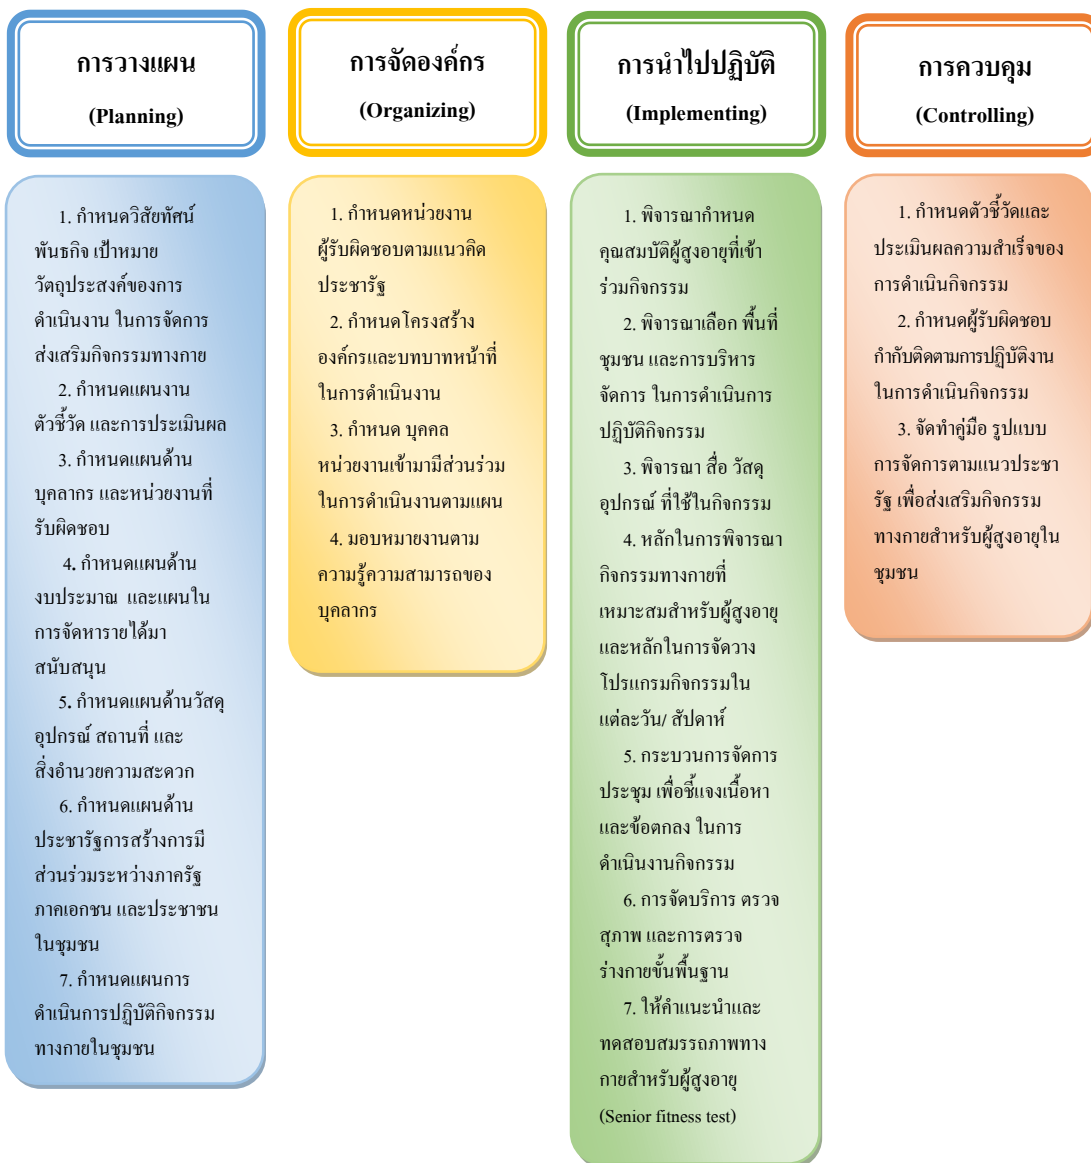 การวางแผน
(Planning)
1. กำหนดวิสัยทัศน์
พันธกิจ เป้าหมาย
วัตถุประสงค์ของการ
ดำเนินงาน ในการจัดการ
ส่งเสริมกิจกรรมทางกาย
2. กำหนดแผนงาน
ตัวชี้วัด และการประเมินผล
3. กำหนดแผนด้าน
บุคลากร และหน่วยงานที่
รับผิดชอบ
4. กำหนดแผนด้าน
งบประมาณ และแผนใน
การจัดหารายได้มา
สนับสนุน
5. กำหนดแผนด้านวัสดุ
อุปกรณ์ สถานที่ และ
สิ่งอำนวยความสะดวก
6. กำหนดแผนด้าน
ประชารัฐการสร้างการมี
ส่วนร่วมระหว่างภาครัฐ
ภาคเอกชน และประชาชน
ในชุมชน
7. กำหนดแผนการ
ดำเนินการปฏิบัติกิจกรรม
ทางกายในชุมชน
การจัดองค์กร
(Organizing)
1. กำหนดหน่วยงาน
ผู้รับผิดชอบตามแนวคิด
ประชารัฐ
2. กำหนดโครงสร้าง
องค์กรและบทบาทหน้าที่
ในการดำเนินงาน
3. กำหนด บุคคล
หน่วยงานเข้ามามีส่วนร่วม
ในการดำเนินงานตามแผน
4. มอบหมายงานตาม
ความรู้ความสามารถของ
บุคลากร
การนำไปปฏิบัติ
(Implementing)
1. พิจารณากำหนด
คุณสมบัติผู้สูงอายุที่เข้า
ร่วมกิจกรรม
2. พิจารณาเลือก พื้นที่
ชุมชน และการบริหาร
จัดการ ในการดำเนินการ
ปฏิบัติกิจกรรม
3. พิจารณา สื่อ วัสดุ
อุปกรณ์ ที่ใช้ในกิจกรรม
4. หลักในการพิจารณา
กิจกรรมทางกายที่
เหมาะสมสำหรับผู้สูงอายุ
และหลักในการจัดวาง
โปรแกรมกิจกรรมใน
แต่ละวัน/ สัปดาห์
5. กระบวนการจัดการ
ประชุม เพื่อชี้แจงเนื้อหา
และข้อตกลง ในการ
ดำเนินงานกิจกรรม
6. การจัดบริการ ตรวจ
สุภาพ และการตรวจ
ร่างกายขั้นพื้นฐาน
7. ให้คำแนะนำและ
ทดสอบสมรรถภาพทาง
กายสำหรับผู้สูงอายุ
(Senior fitness test)
การควบคุม
(Controlling)
1. กำหนดตัวชี้วัดและ
ประเมินผลความสำเร็จของ
การดำเนินกิจกรรม
2. กำหนดผู้รับผิดชอบ
กำกับติดตามการปฏิบัติงาน
ในการดำเนินกิจกรรม
3. จัดทำคู่มือ รูปแบบ
การจัดการตามแนวประชา
รัฐ เพื่อส่งเสริมกิจกรรม
ทางกายสำหรับผู้สูงอายุใน
ชุมชน